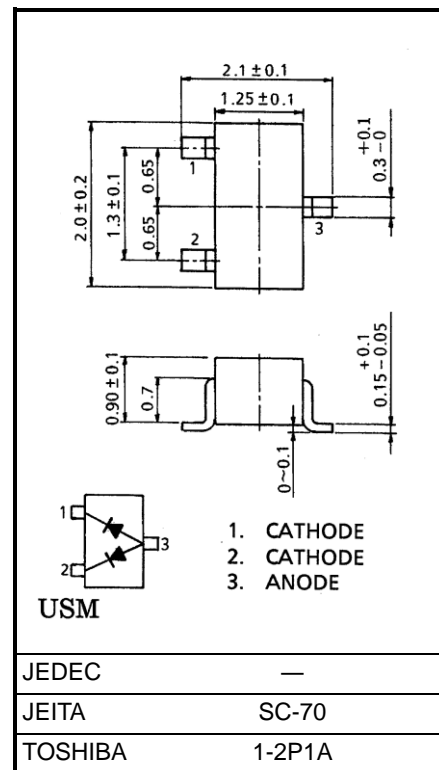 2.1±0.1
1.25±0.1
+0.1
0.3-0
2.0±0.2
1.3±0.1
0.65
0.65
1
2
3
0.90±0.1
0.7
+0.1
0.15-0.05
0~0.1
1
2
3
1. CATHODE
2. CATHODE
3. ANODE
USM
JEDEC —
JEITA SC-70
TOSHIBA 1-2P1A